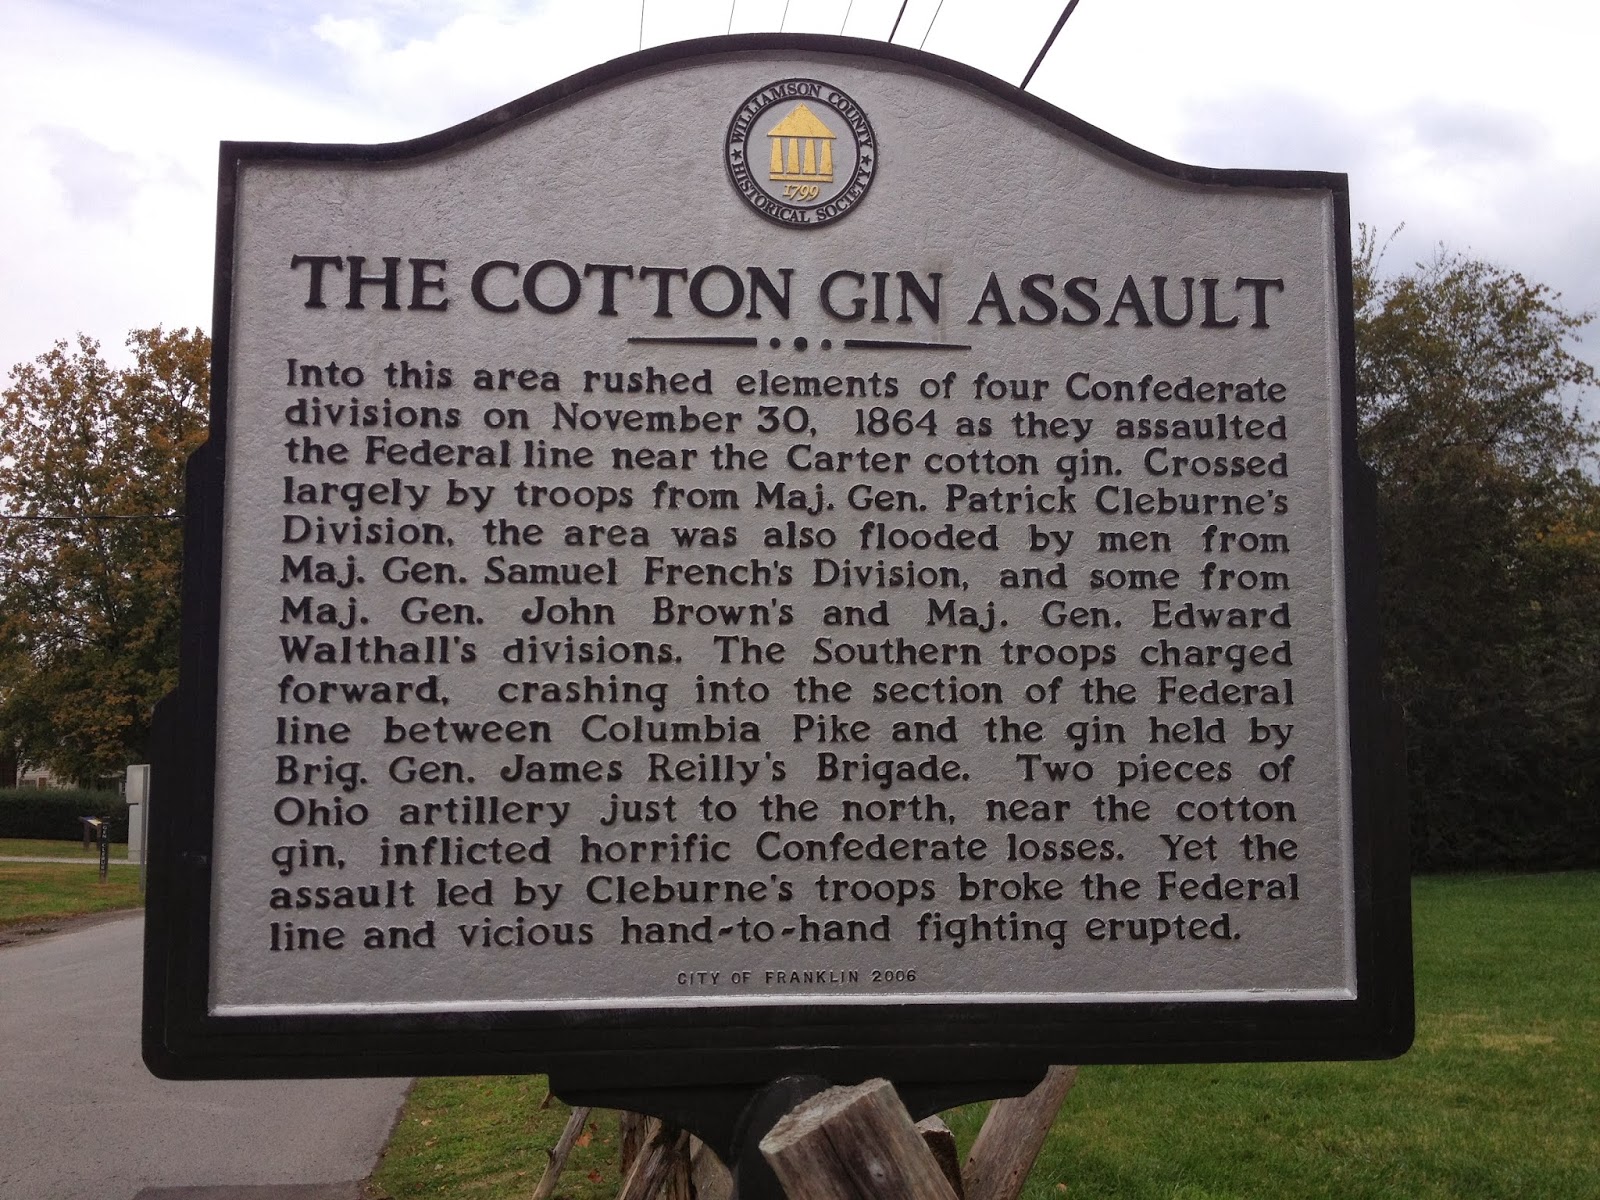 WILLIAMSON COUNTY
HISTORICAL SOCIETY
1799
THE COTTON GIN ASSAULT
Into this area rushed elements of four Confederate
divisions on November 30, 1864 as they assaulted
the Federal line near the Carter cotton gin. Crossed
largely by troops from Maj. Gen. Patrick Cleburne's
Division, the area was also flooded by men from
Maj. Gen. Samuel French's Division, and some from
Maj. Gen. John Brown's and Maj. Gen. Edward
Walthall's divisions. The Southern troops charged
forward, crashing into the section of the Federal
line between Columbia Pike and the gin held by
Brig. Gen. James Reilly's Brigade. Two pieces of
Ohio artillery just to the north, near the cotton
gin, inflicted horrific Confederate losses. Yet the
assault led by Cleburne's troops broke the Federal
line and vicious hand-to-hand fighting erupted.
CITY OF FRANKLIN 2006